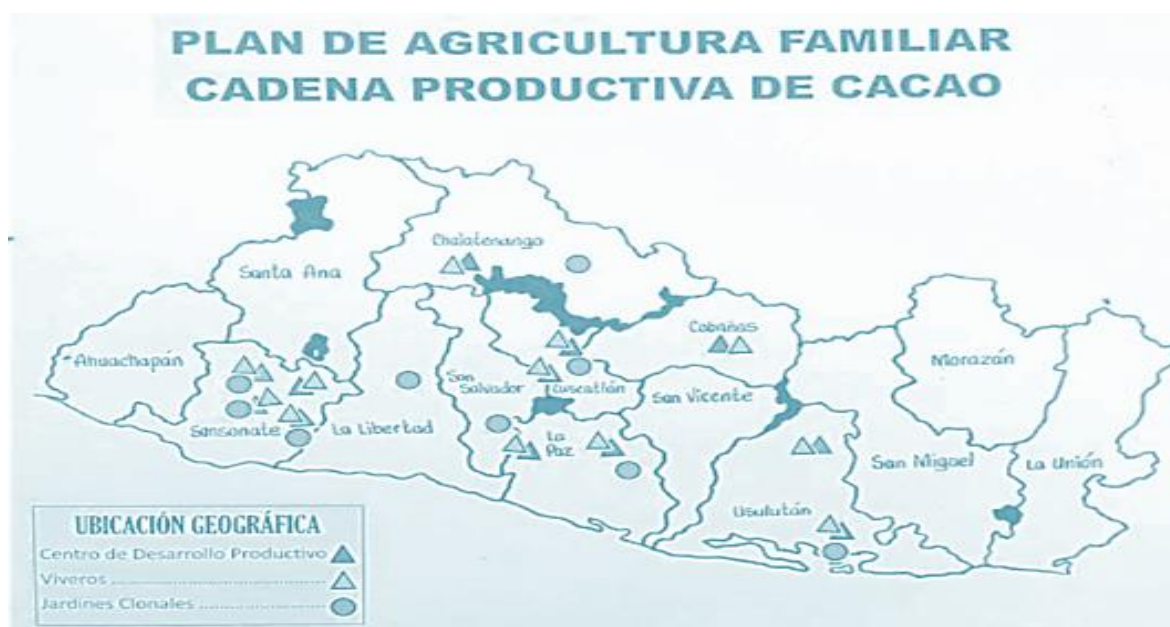 PLAN DE AGRICULTURA FAMILIAR
CADENA PRODUCTIVA DE CACAO
Chalatenango
Santa Ana
Cabañas
Ahuachapán
Morazán
San
Salvador
Cuscatlán
San Vicente
Sansonate
La Libertad
La
Paz
San Miguel
La Unión
Usulután
UBICACIÓN GEOGRÁFICA
Centro de Desarrollo Productivo
Viveros
Jardines Clonales